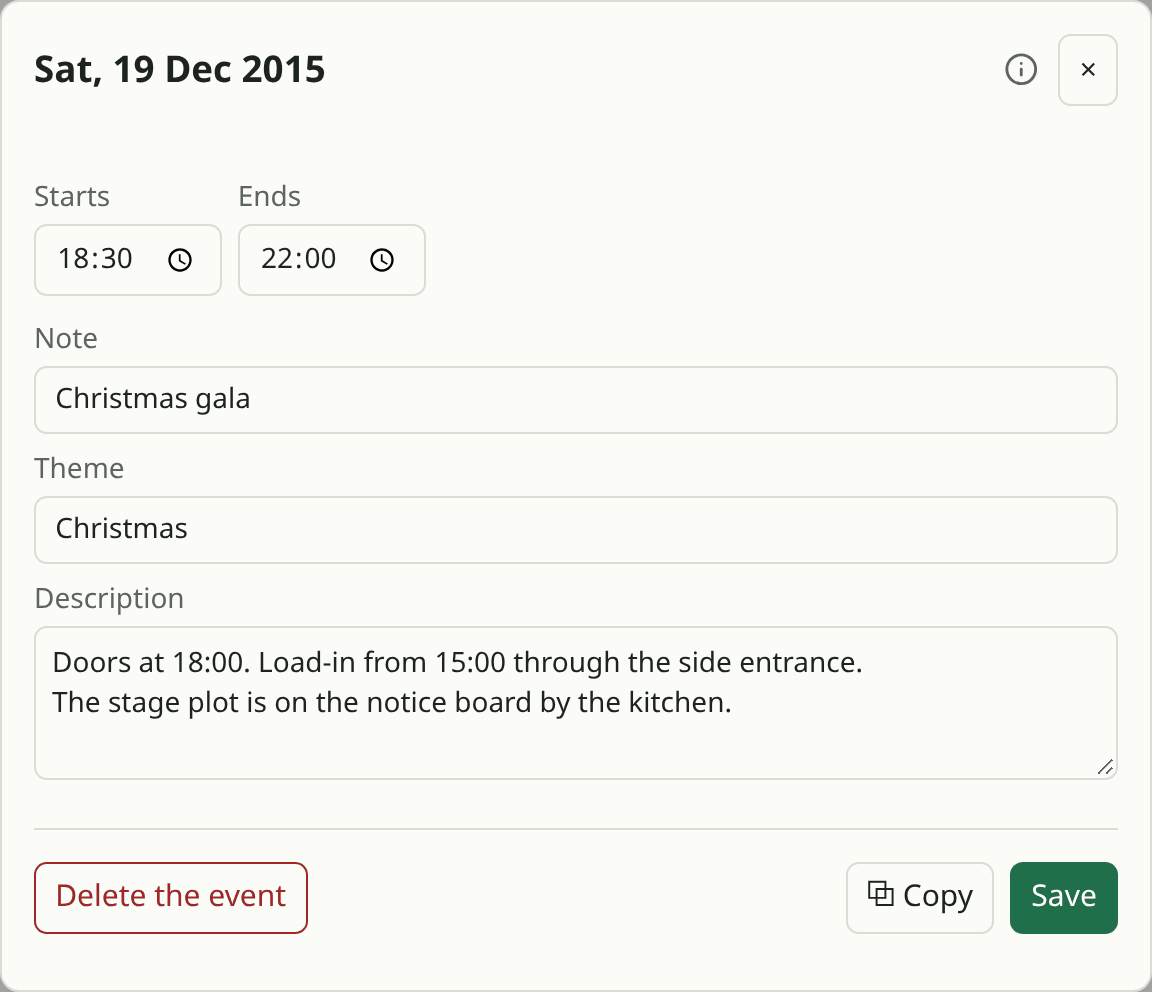 Sat, 19 Dec 2015
Starts
Ends
18:30
22:00
Note
Christmas gala
Theme
Christmas
Description
Doors at 18:00. Load-in from 15:00 through the side entrance.
The stage plot is on the notice board by the kitchen.
Delete the event
Copy
Save